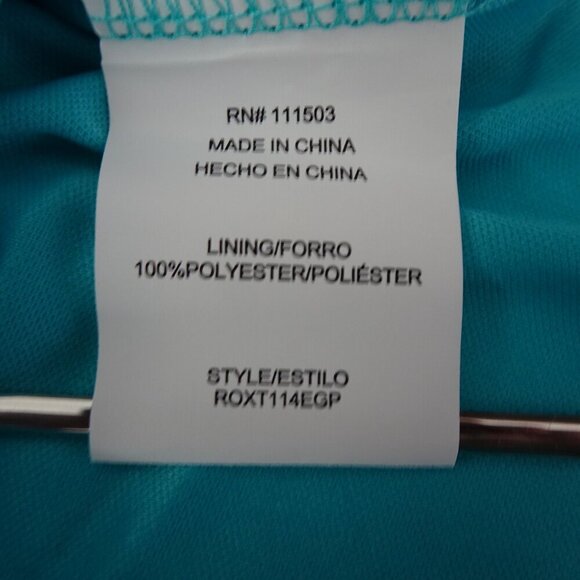 RN# 111503
MADE IN CHINA
HECHO EN CHINA
LINING/FORRO
100%POLYESTER/POLIÉSTER
STYLE/ESTILO
ROXT114EGP